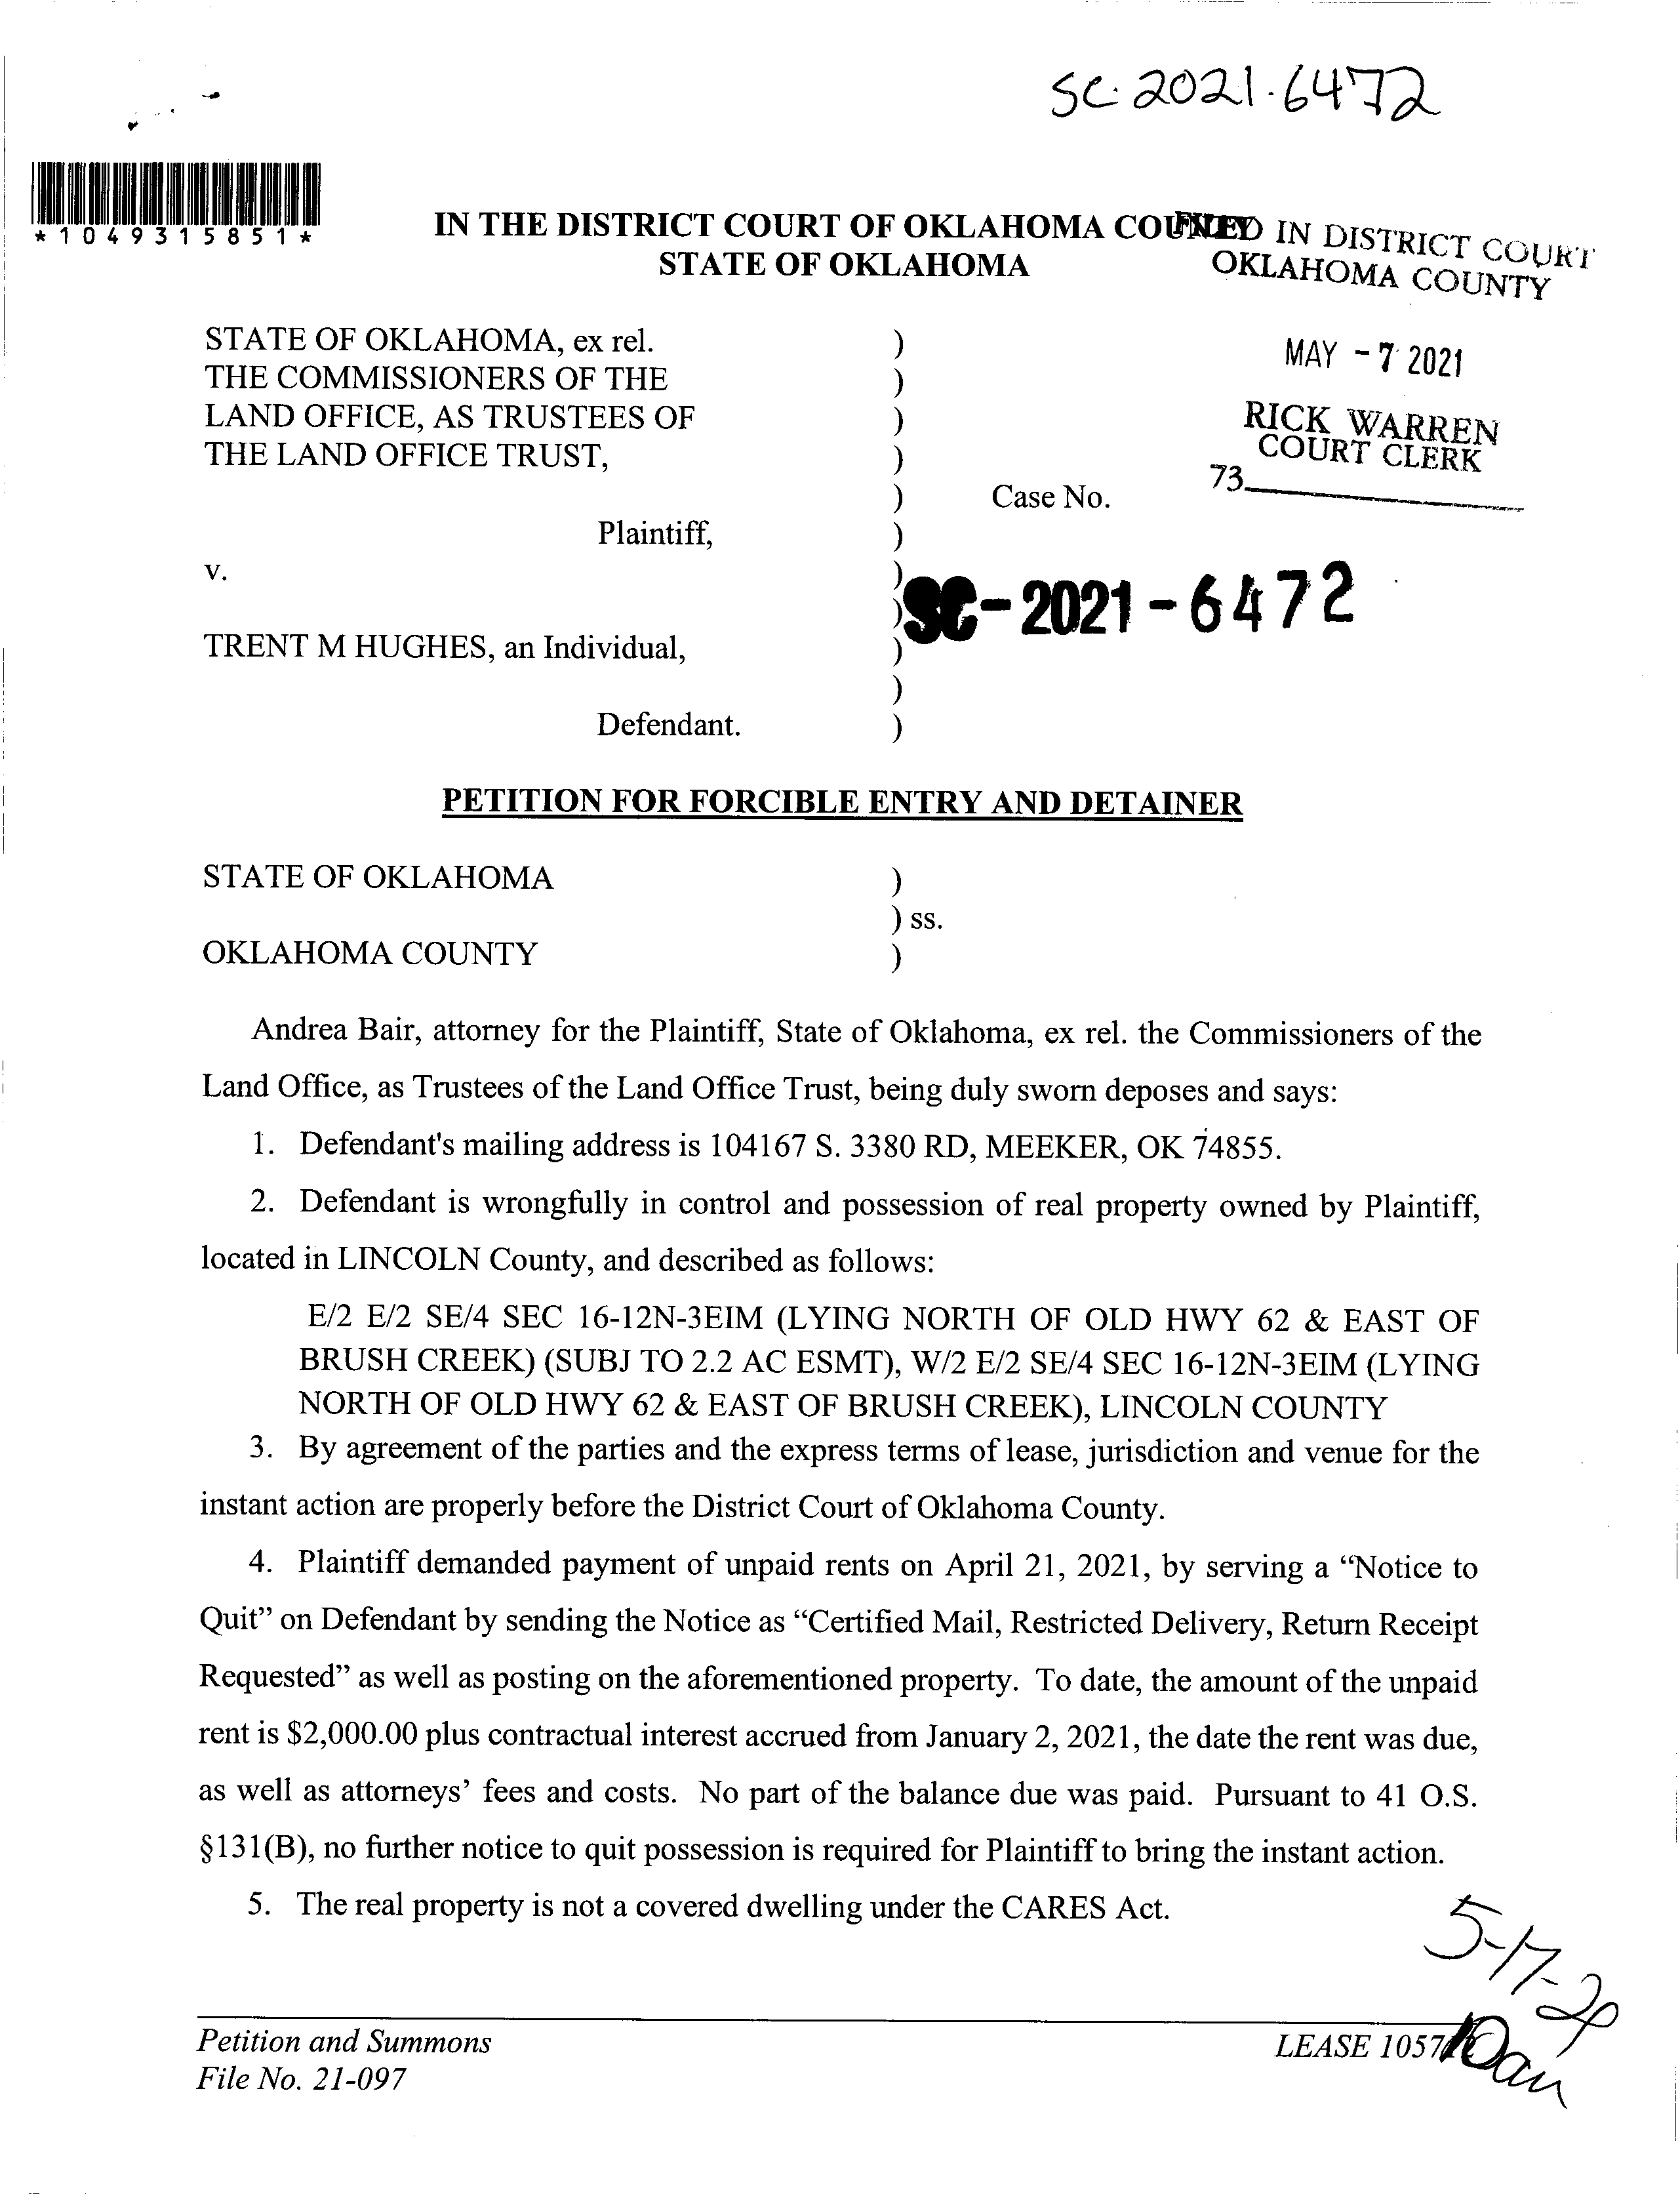 SC-2021-6472
*1049315851*
IN THE DISTRICT COURT OF OKLAHOMA COUNTY
STATE OF OKLAHOMA
FILED IN DISTRICT COURT
OKLAHOMA COUNTY
MAY - 7 2021
RICK WARREN
COURT CLERK
73
STATE OF OKLAHOMA, ex rel. )
THE COMMISSIONERS OF THE )
LAND OFFICE, AS TRUSTEES OF )
THE LAND OFFICE TRUST, )
) Case No.
Plaintiff, )
v. )
) SC-2021-6472
TRENT M HUGHES, an Individual, )
)
Defendant. )
PETITION FOR FORCIBLE ENTRY AND DETAINER
STATE OF OKLAHOMA )
) ss.
OKLAHOMA COUNTY )
Andrea Bair, attorney for the Plaintiff, State of Oklahoma, ex rel. the Commissioners of the
Land Office, as Trustees of the Land Office Trust, being duly sworn deposes and says:
1. Defendant's mailing address is 104167 S. 3380 RD, MEEKER, OK 74855.
2. Defendant is wrongfully in control and possession of real property owned by Plaintiff,
located in LINCOLN County, and described as follows:
E/2 E/2 SE/4 SEC 16-12N-3EIM (LYING NORTH OF OLD HWY 62 & EAST OF
BRUSH CREEK) (SUBJ TO 2.2 AC ESMT), W/2 E/2 SE/4 SEC 16-12N-3EIM (LYING
NORTH OF OLD HWY 62 & EAST OF BRUSH CREEK), LINCOLN COUNTY
3. By agreement of the parties and the express terms of lease, jurisdiction and venue for the
instant action are properly before the District Court of Oklahoma County.
4. Plaintiff demanded payment of unpaid rents on April 21, 2021, by serving a “Notice to
Quit” on Defendant by sending the Notice as “Certified Mail, Restricted Delivery, Return Receipt
Requested” as well as posting on the aforementioned property. To date, the amount of the unpaid
rent is $2,000.00 plus contractual interest accrued from January 2, 2021, the date the rent was due,
as well as attorneys’ fees and costs. No part of the balance due was paid. Pursuant to 41 O.S.
§131(B), no further notice to quit possession is required for Plaintiff to bring the instant action.
5. The real property is not a covered dwelling under the CARES Act.
5-17-
10am
Petition and Summons
LEASE
File No. 21-097